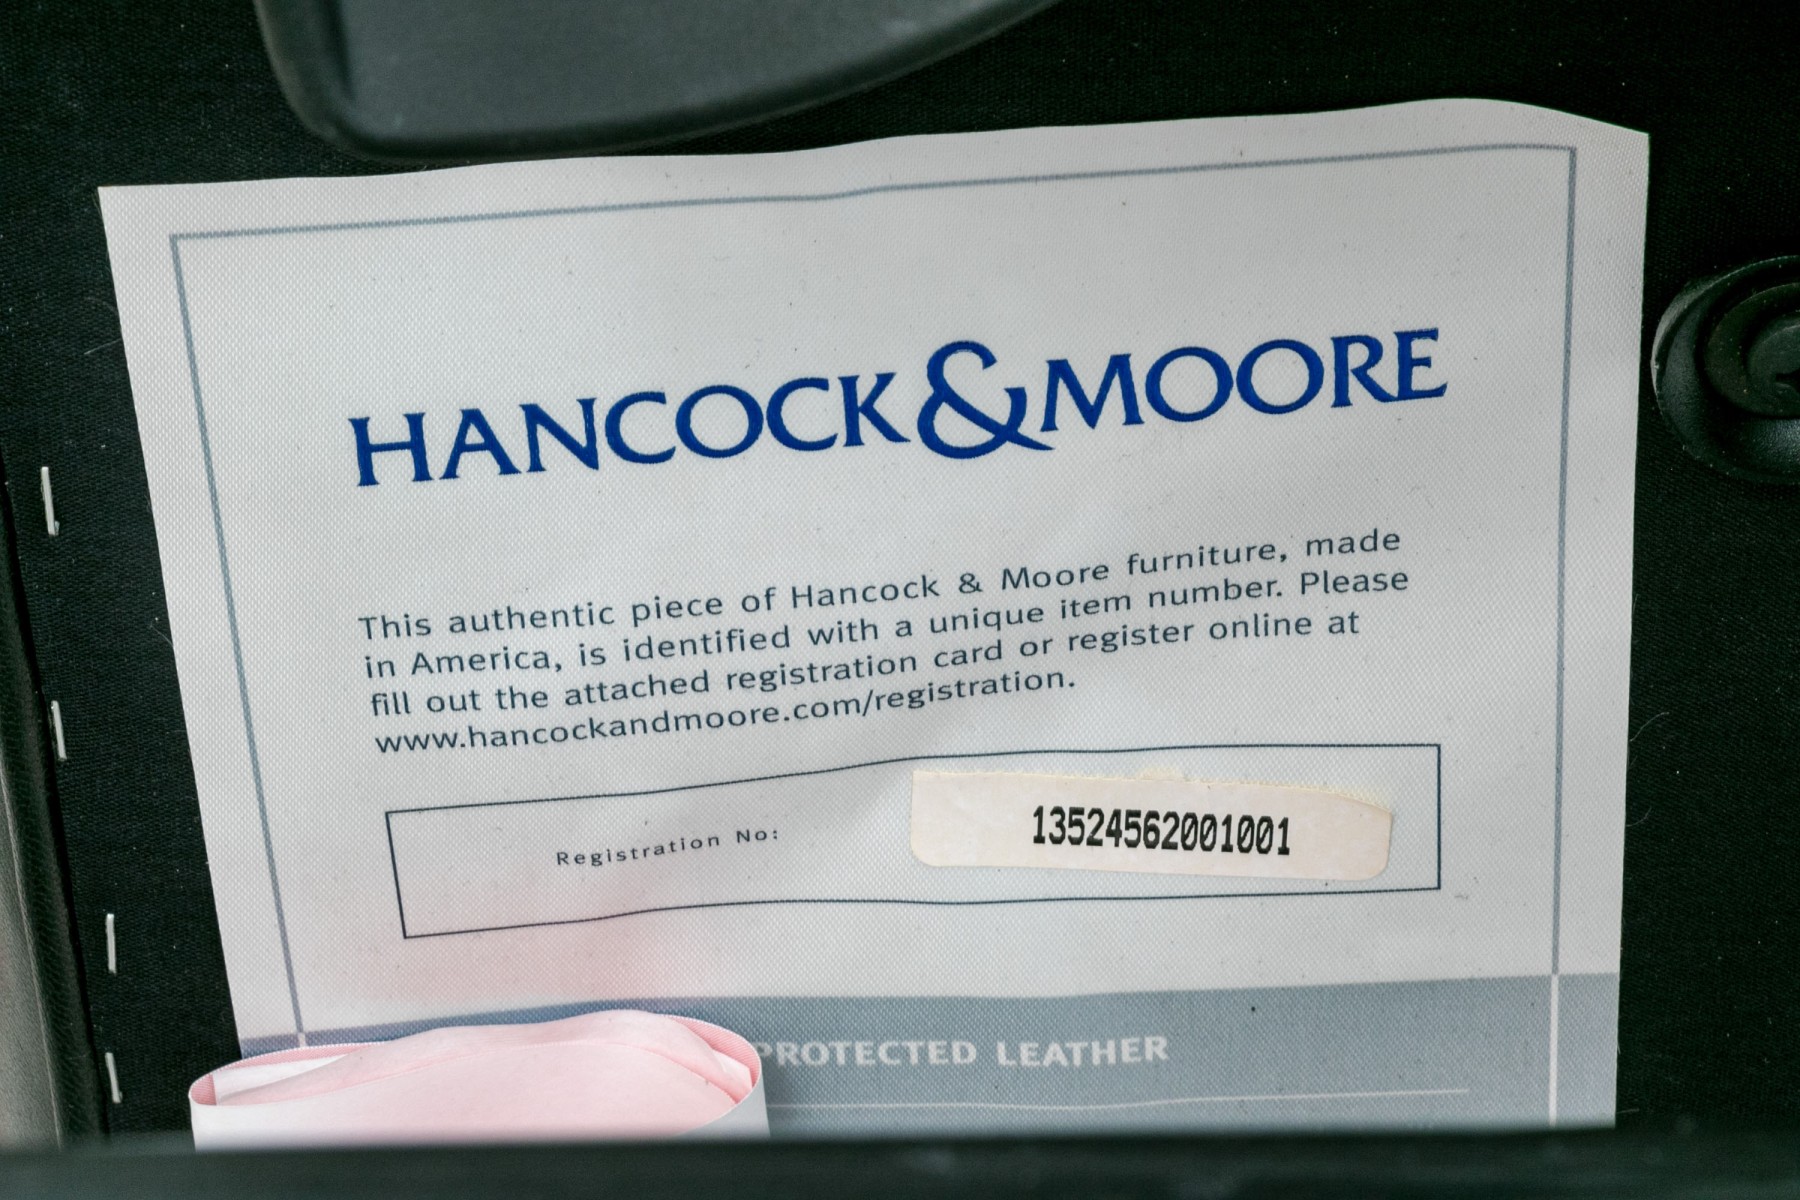 HANCOCK & MOORE
This authentic piece of Hancock & Moore furniture, made
in America, is identified with a unique item number. Please
fill out the attached registration card or register online at
www.hancockandmoore.com/registration.
Registration No: 13524562001001
PROTECTED LEATHER